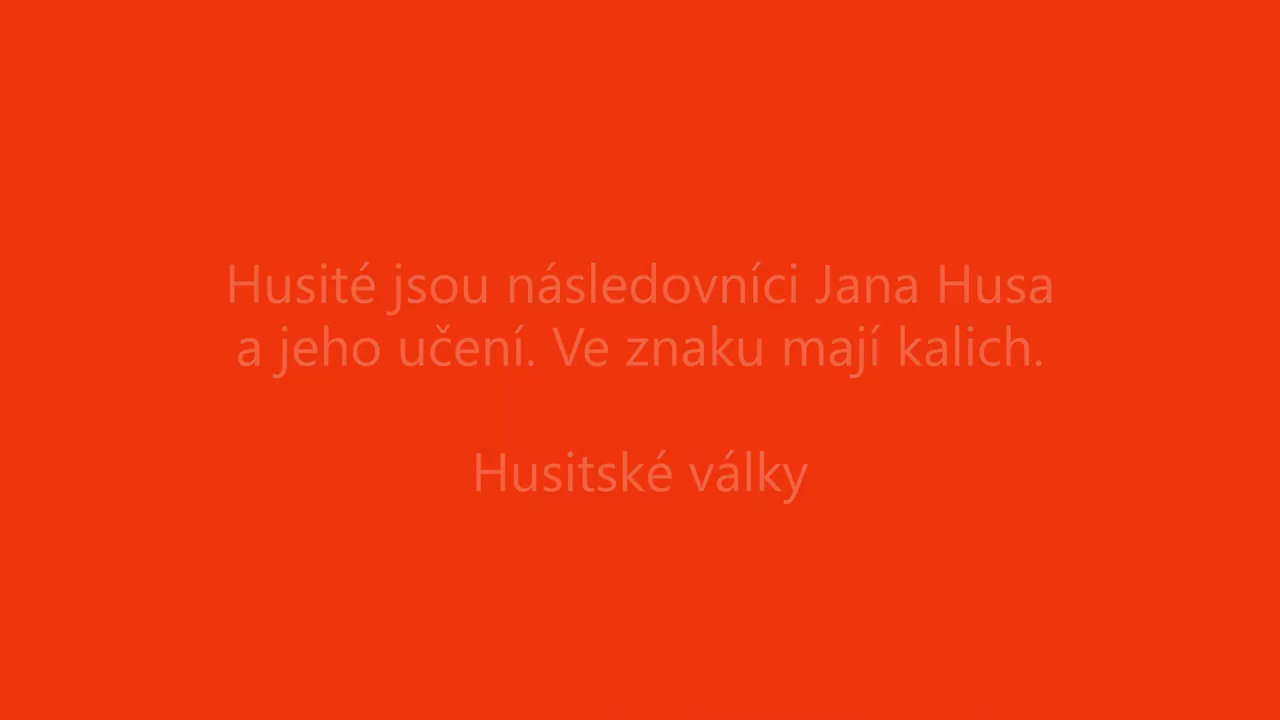 Husité jsou následovníci Jana Husa
a jeho učení. Ve znaku mají kalich.
Husitské války